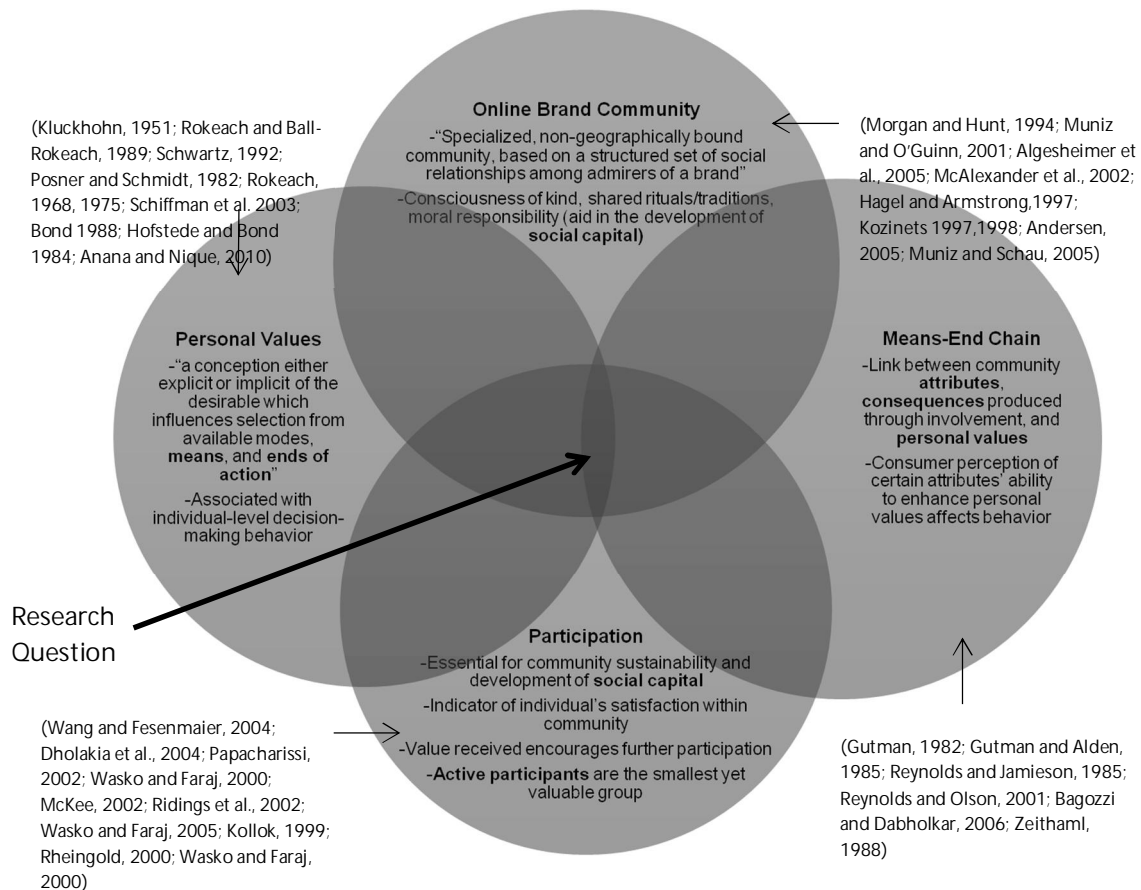 Online Brand Community
-“Specialized, non-geographically bound
community, based on a structured set of social
relationships among admirers of a brand”
-Consciousness of kind, shared rituals/traditions,
moral responsibility (aid in the development of
social capital)
(Kluckhohn, 1951; Rokeach and Ball-
Rokeach, 1989; Schwartz, 1992;
Posner and Schmidt, 1982; Rokeach,
1968, 1975; Schiffman et al. 2003;
Bond 1988; Hofstede and Bond
1984; Anana and Nique, 2010)
(Morgan and Hunt, 1994; Muniz
and O’Guinn, 2001; Algesheimer et
al., 2005; McAlexander et al., 2002;
Hagel and Armstrong,1997;
Kozinets 1997,1998; Andersen,
2005; Muniz and Schau, 2005)
Personal Values
-“a conception either
explicit or implicit of the
desirable which
influences selection from
available modes,
means, and ends of
action”
-Associated with
individual-level decision-
making behavior
Means-End Chain
-Link between community
attributes, consequences produced
through involvement, and
personal values
-Consumer perception of
certain attributes’ ability
to enhance personal
values affects behavior
Research
Question
Participation
-Essential for community sustainability and
development of social capital
-Indicator of individual’s satisfaction within
community
-Value received encourages further participation
-Active participants are the smallest yet
valuable group
(Wang and Fesenmaier, 2004;
Dholakia et al., 2004; Papacharissi,
2002; Wasko and Faraj, 2000;
McKee, 2002; Ridings et al., 2002;
Wasko and Faraj, 2005; Kollok, 1999;
Rheingold, 2000; Wasko and Faraj,
2000)
(Gutman, 1982; Gutman and Alden,
1985; Reynolds and Jamieson, 1985;
Reynolds and Olson, 2001; Bagozzi
and Dabholkar, 2006; Zeithaml,
1988)